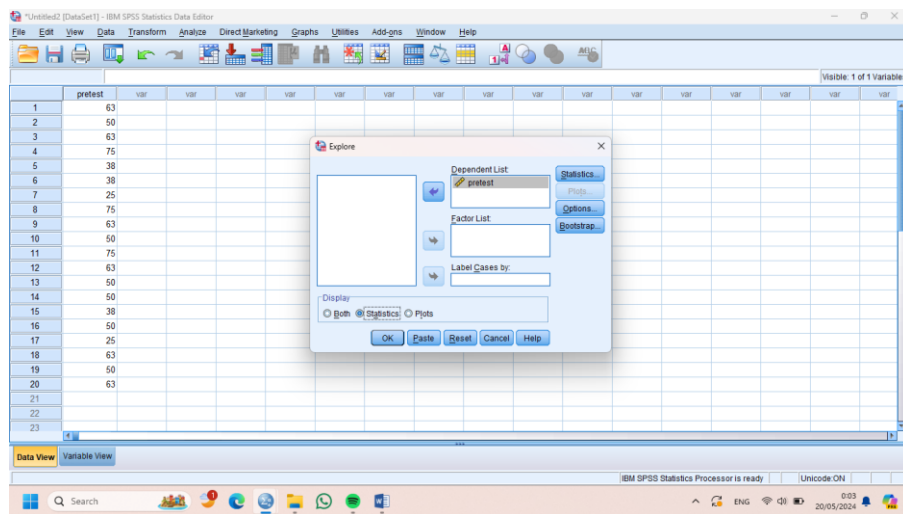 *Untitled2 [DataSet1] - IBM SPSS Statistics Data Editor
File Edit View Data Transform Analyze Direct Marketing Graphs Utilities Add-ons Window Help
Visible: 1 of 1 Variable
pretest var var var var var var var var var var var var var var var var
1 63
2 50
3 63
4 75
5 38
6 38
7 25
8 75
9 63
10 50
11 75
12 63
13 50
14 50
15 38
16 50
17 25
18 63
19 50
20 63
21
22
23
Explore
Dependent List:
pretest
Statistics...
Plots...
Options...
Bootstrap...
Factor List:
Label Cases by:
Display
Both Statistics Plots
OK Paste Reset Cancel Help
Data View Variable View
IBM SPSS Statistics Processor is ready Unicode:ON
Search
ENG
0:03
20/05/2024